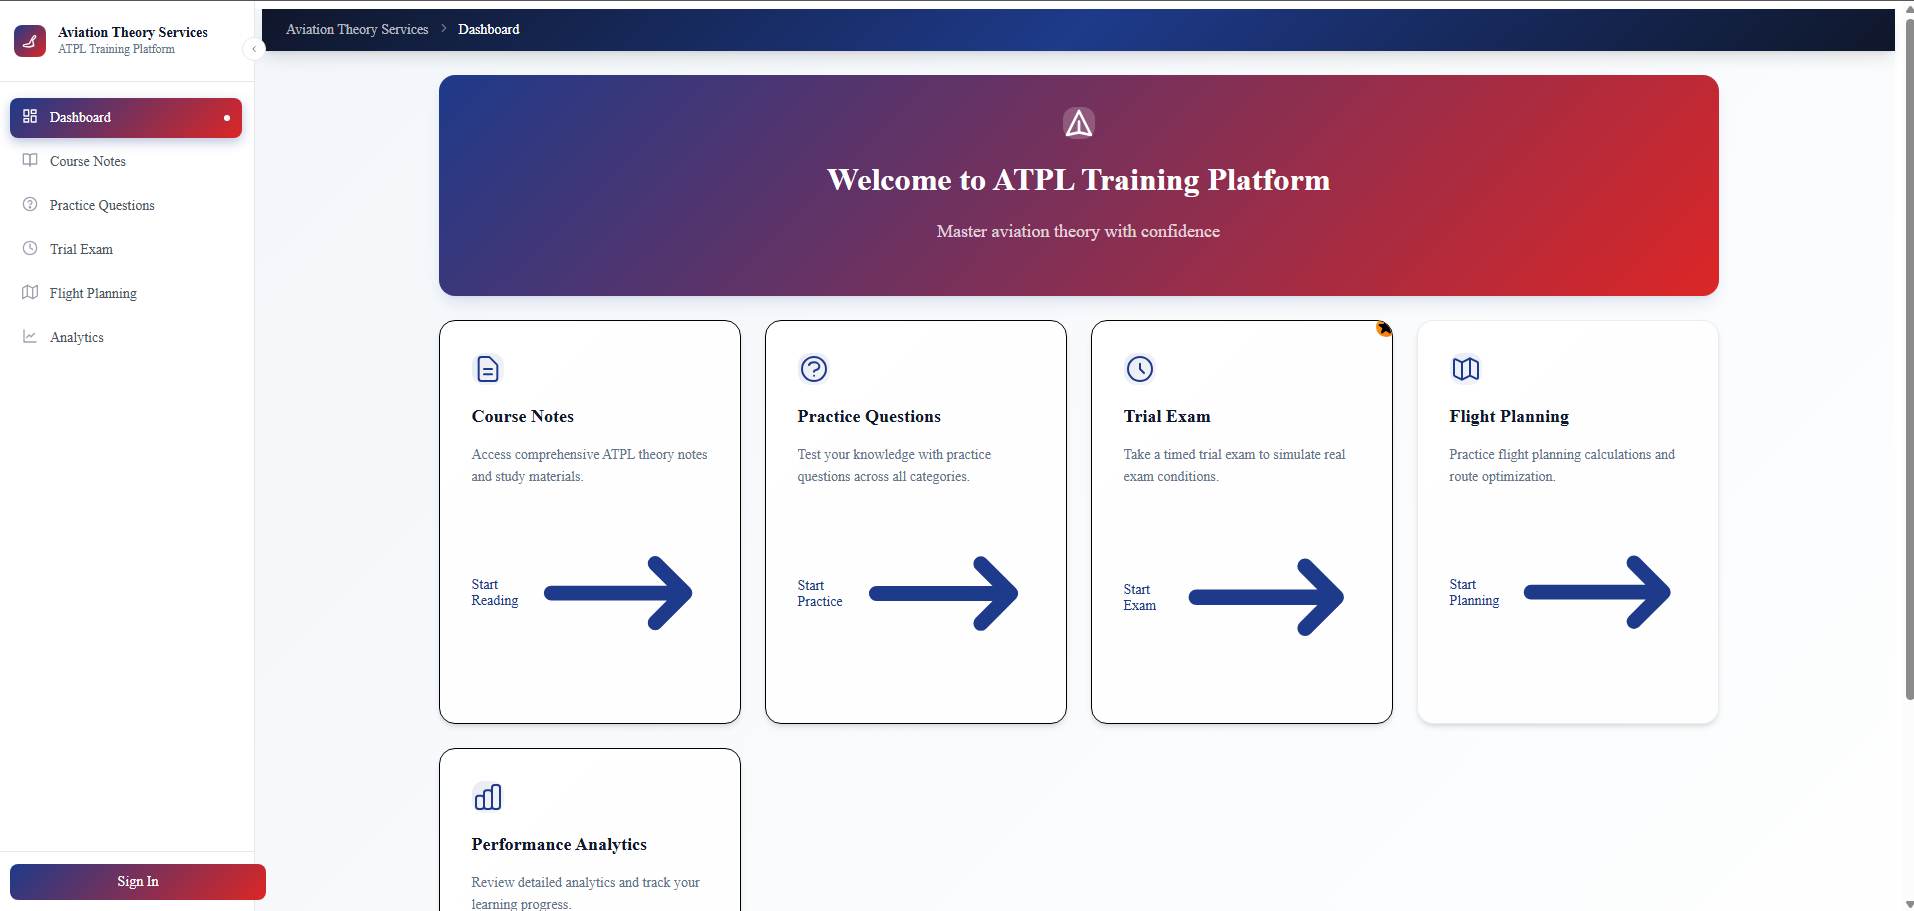 Aviation Theory Services
ATPL Training Platform
Dashboard
Course Notes
Practice Questions
Trial Exam
Flight Planning
Analytics
Sign In
Aviation Theory Services > Dashboard
Welcome to ATPL Training Platform
Master aviation theory with confidence
Course Notes
Access comprehensive ATPL theory notes
and study materials.
Start
Reading
Practice Questions
Test your knowledge with practice
questions across all categories.
Start
Practice
Trial Exam
Take a timed trial exam to simulate real
exam conditions.
Start
Exam
Flight Planning
Practice flight planning calculations and
route optimization.
Start
Planning
Performance Analytics
Review detailed analytics and track your
learning progress.